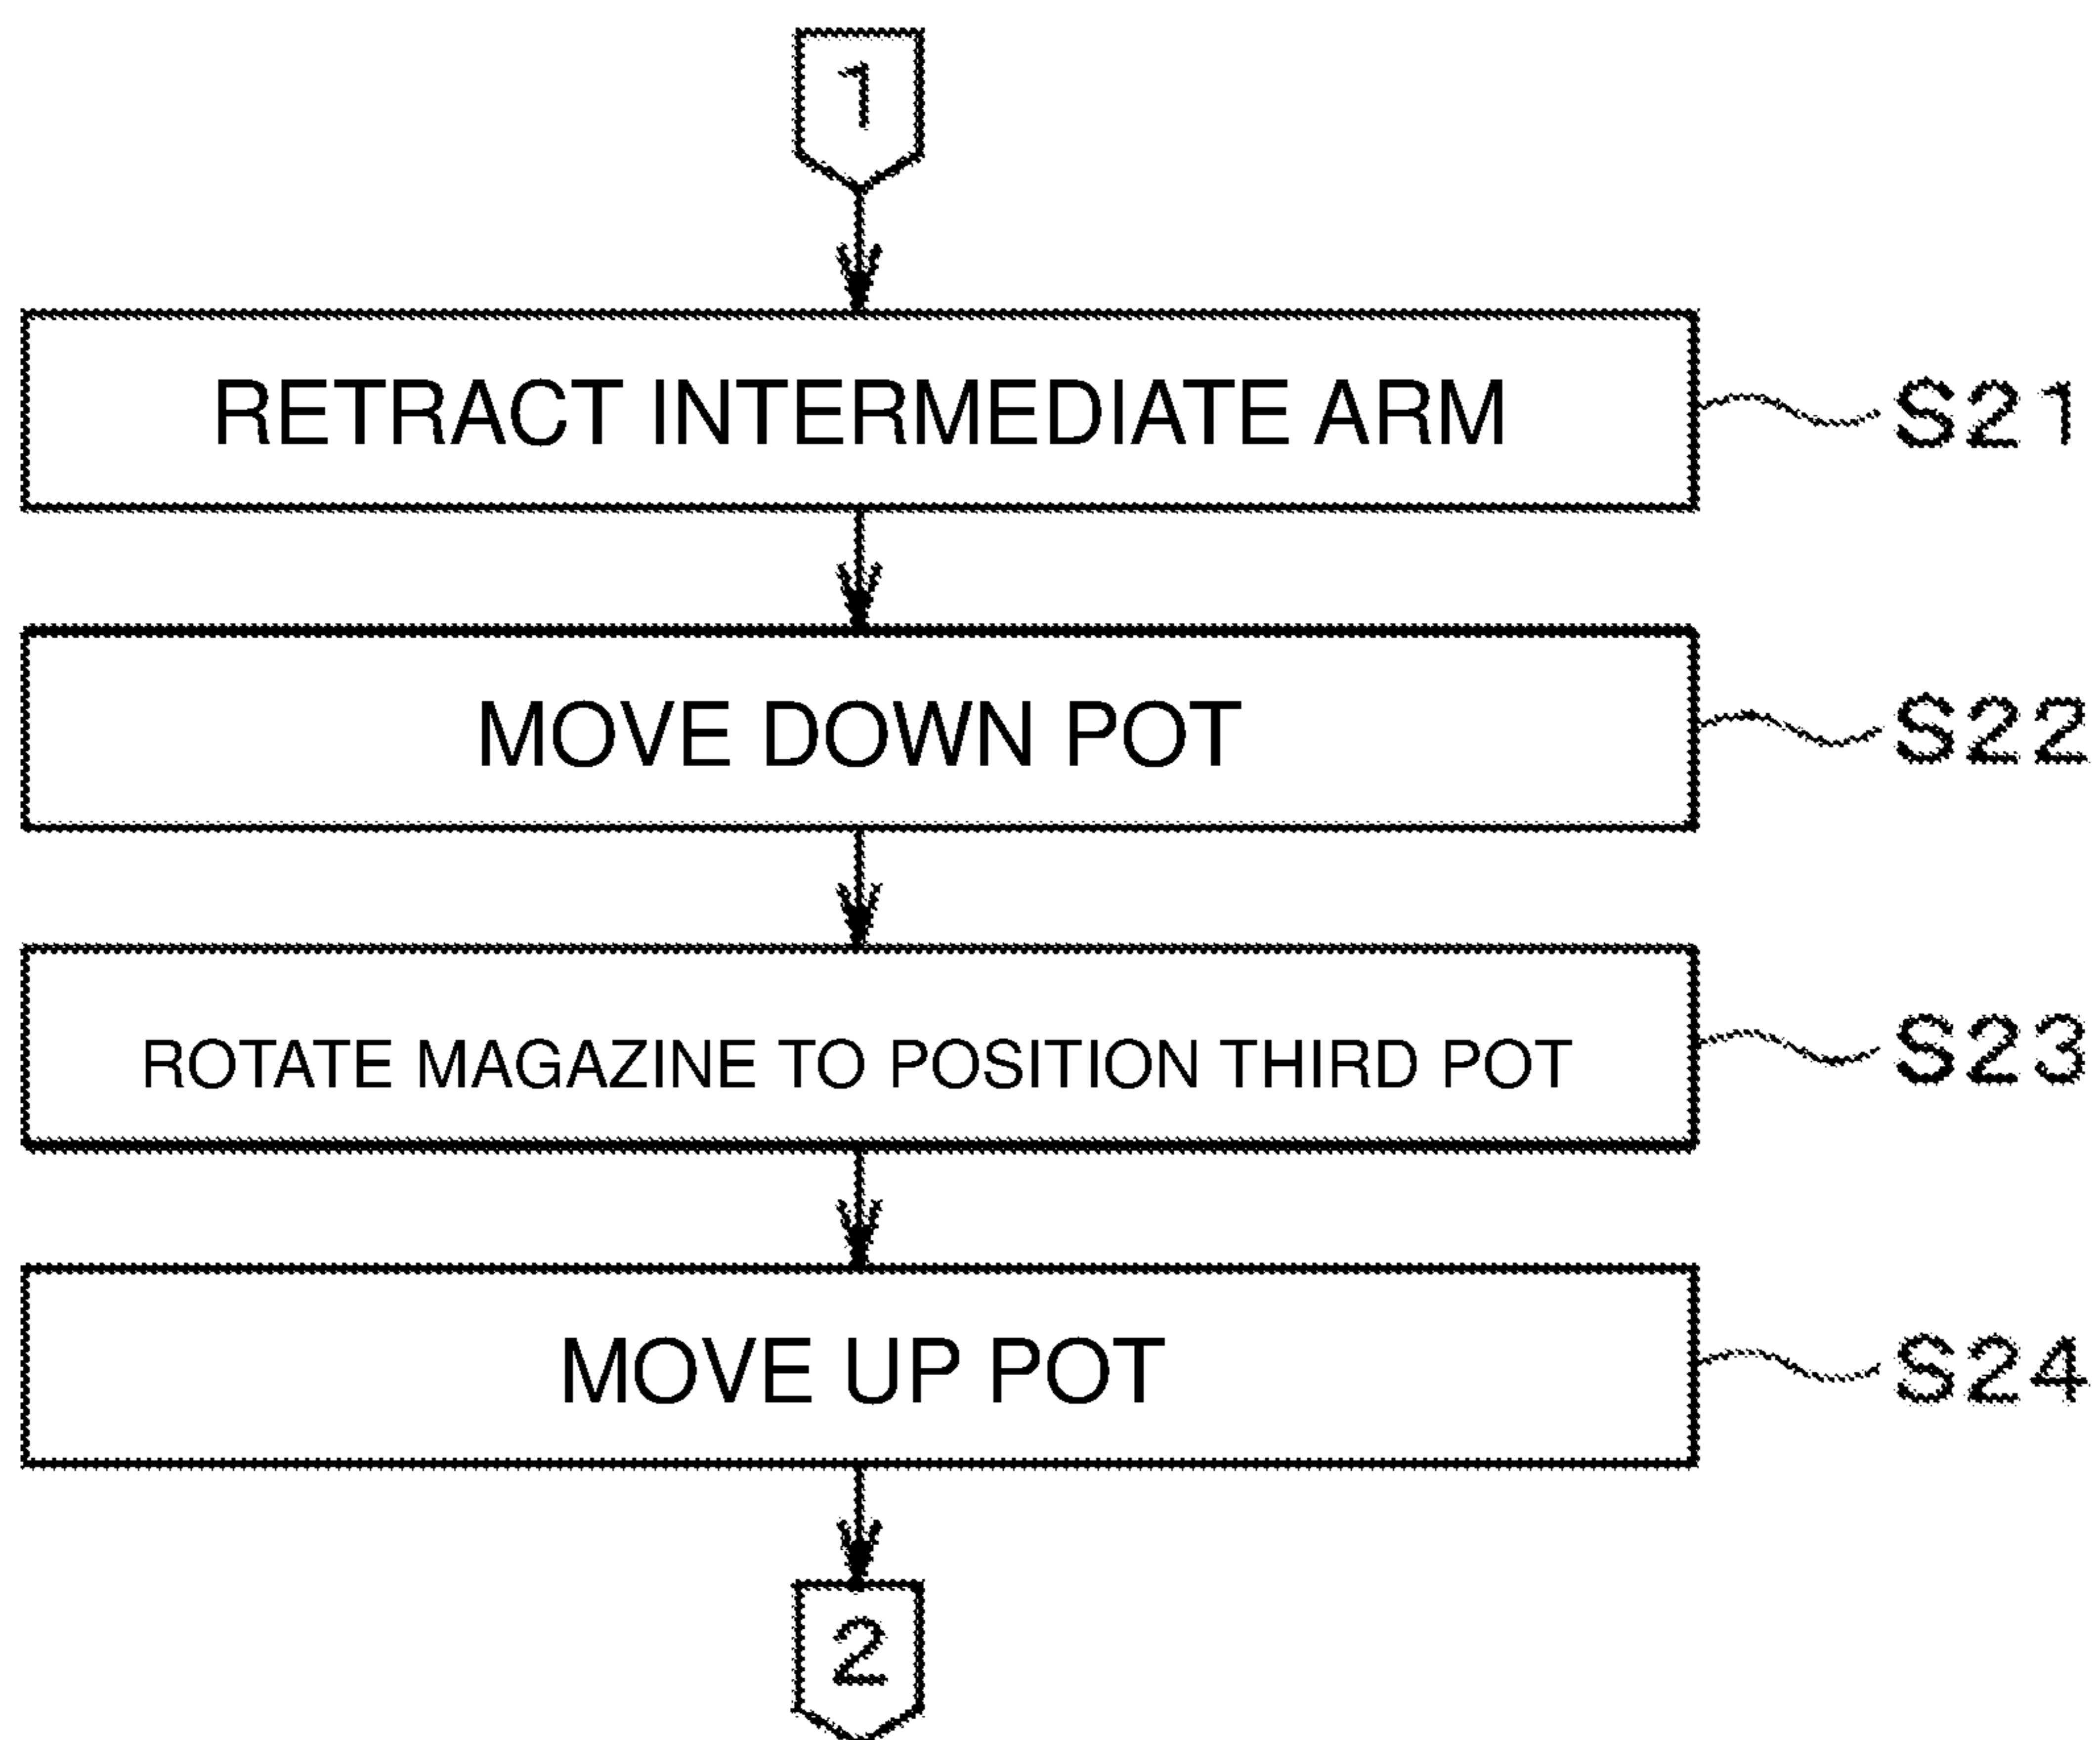 1
RETRACT INTERMEDIATE ARM S21
MOVE DOWN POT S22
ROTATE MAGAZINE TO POSITION THIRD POT S23
MOVE UP POT S24
2